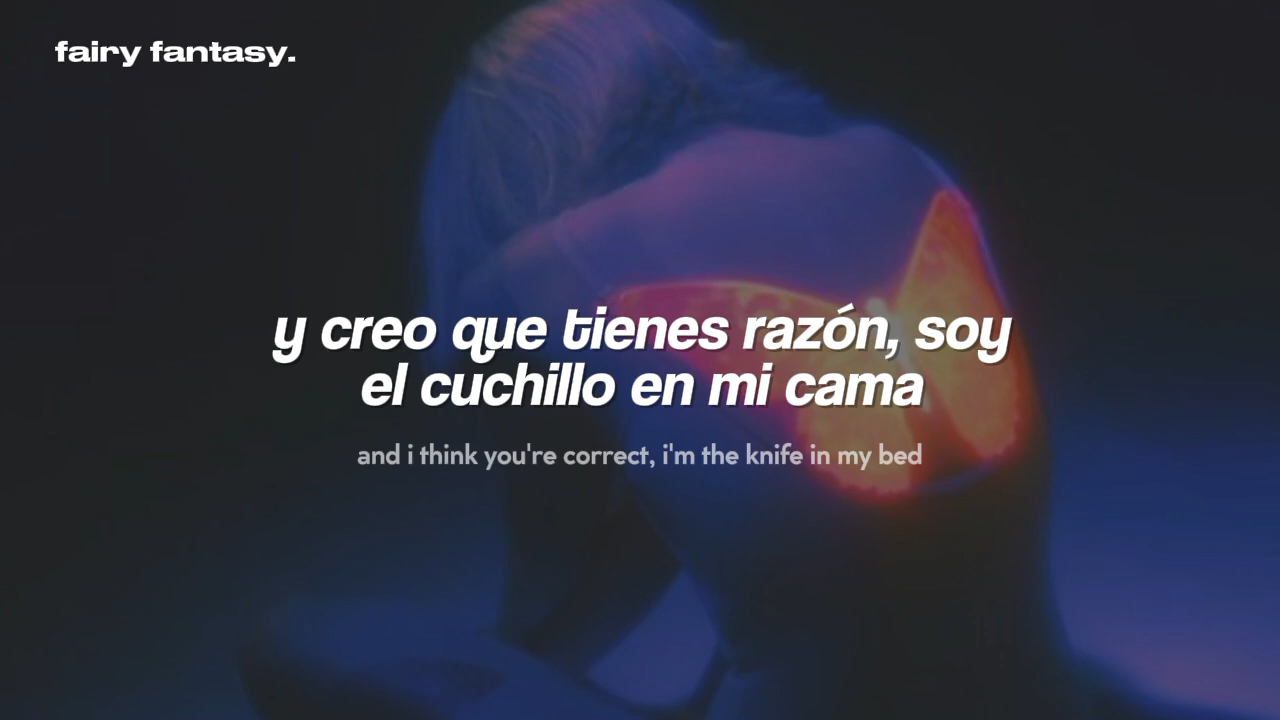 fairy fantasy.
y creo que tienes razón, soy
el cuchillo en mi cama
and i think you're correct, i'm the knife in my bed